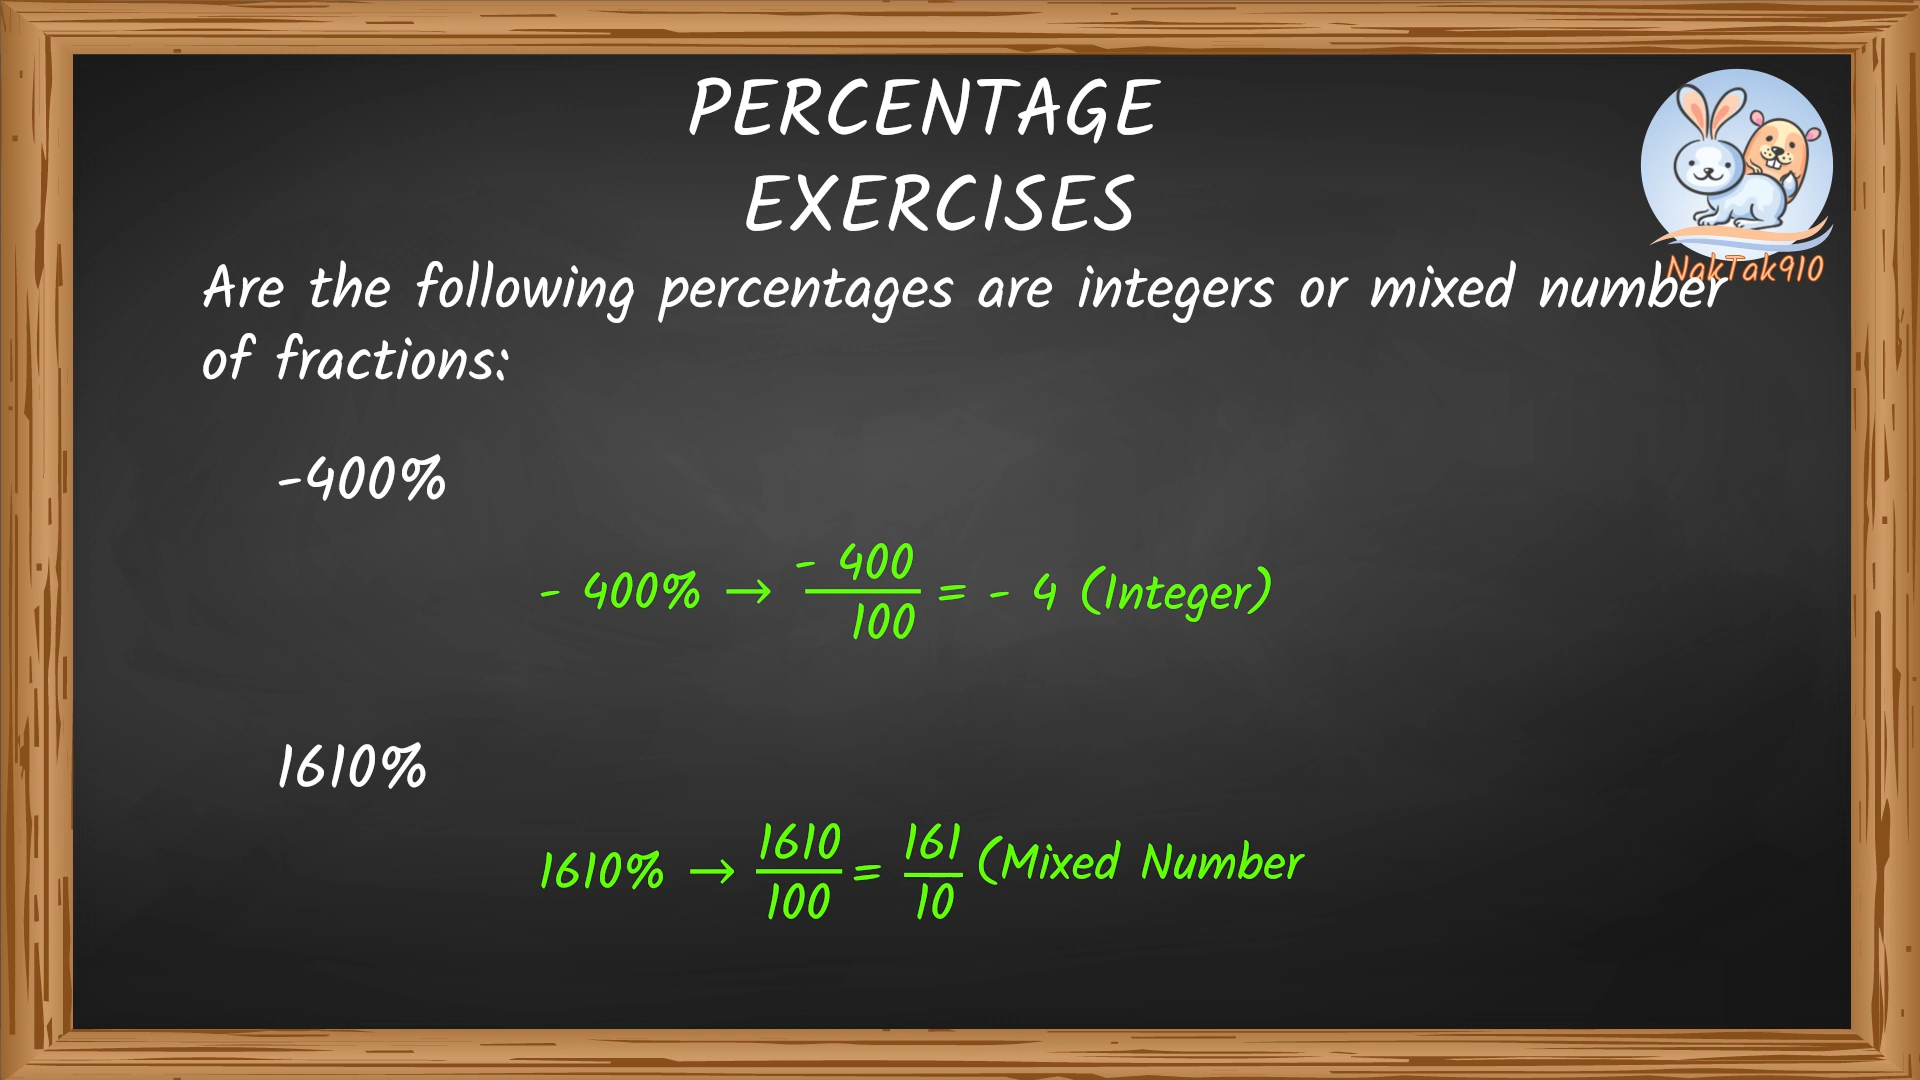 PERCENTAGE
EXERCISES
NakTak910
Are the following percentages are integers or mixed number
of fractions:
-400%
- 400% → - 400/100 = - 4 (Integer)
1610%
1610% → 1610/100 = 161/10 (Mixed Number